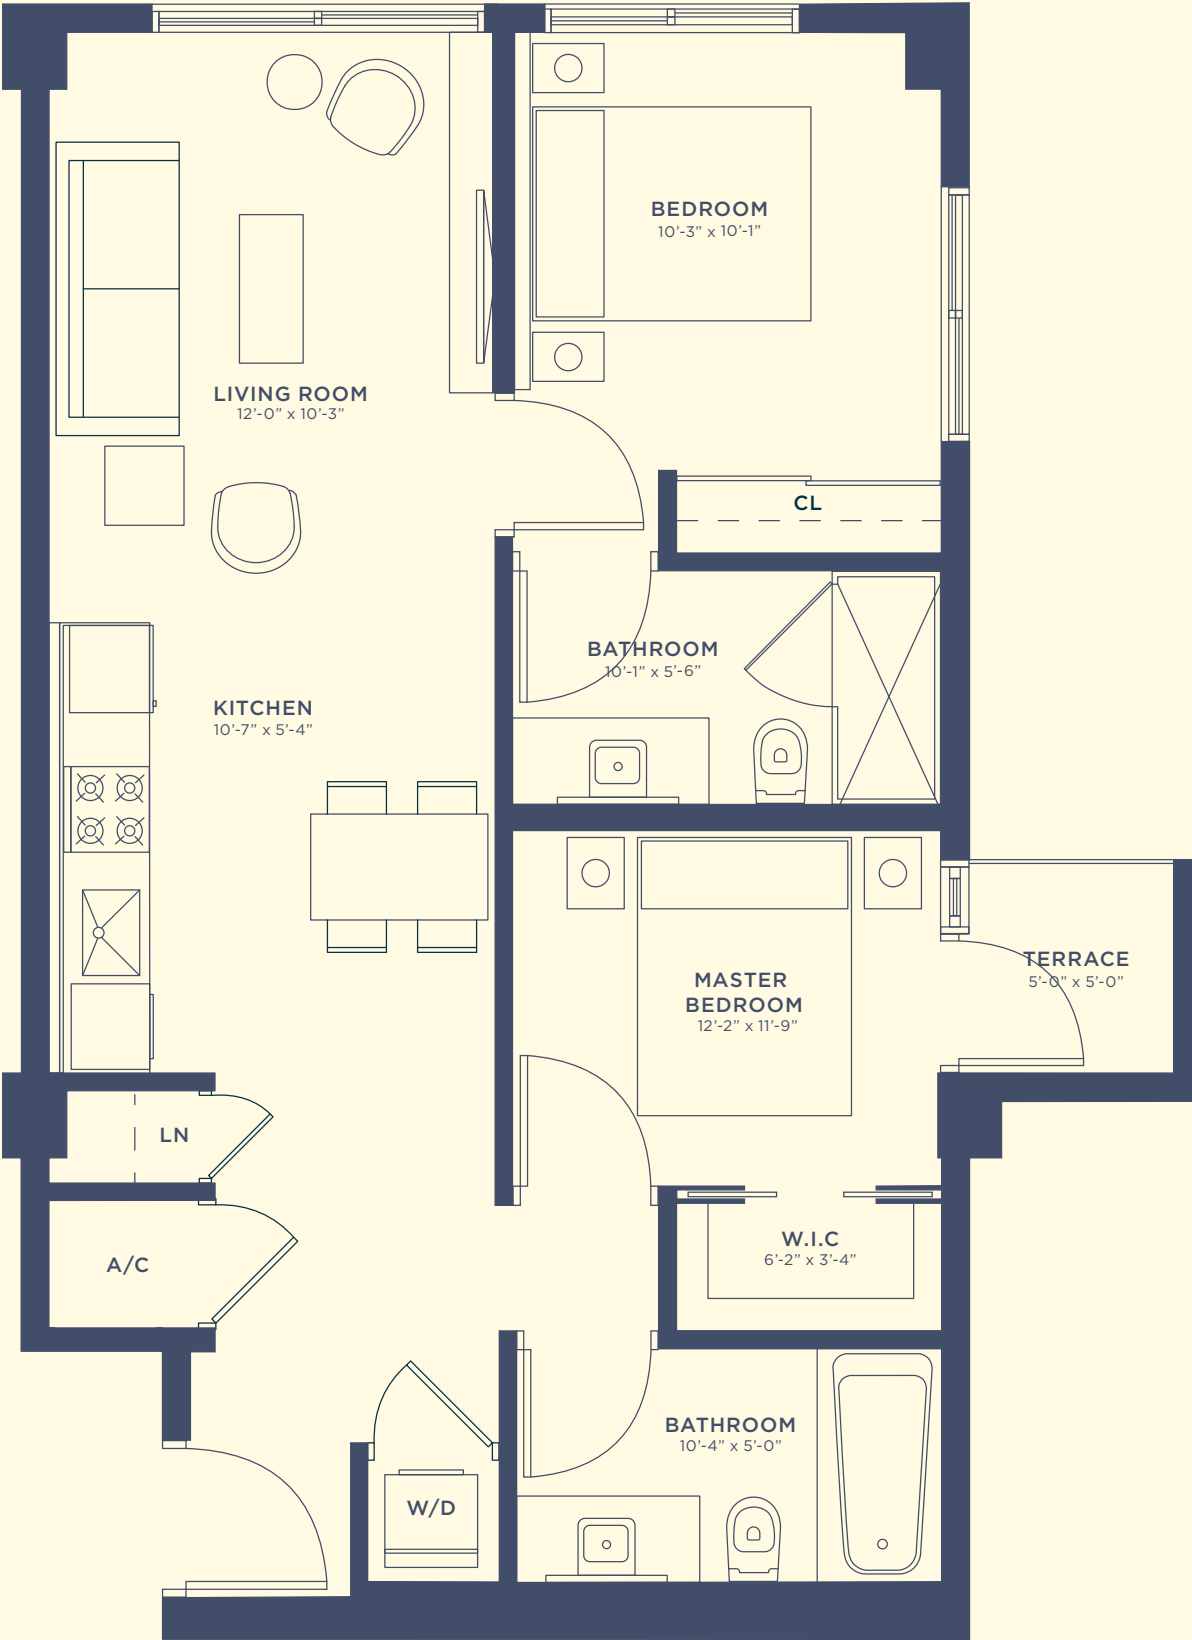 BEDROOM
10'-3" x 10'-1"
LIVING ROOM
12'-0" x 10'-3"
CL
BATHROOM
10'-1" x 5'-6"
KITCHEN
10'-7" x 5'-4"
TERRACE
5'-0" x 5'-0"
MASTER
BEDROOM
12'-2" x 11'-9"
LN
W.I.C
6'-2" x 3'-4"
A/C
BATHROOM
10'-4" x 5'-0"
W/D